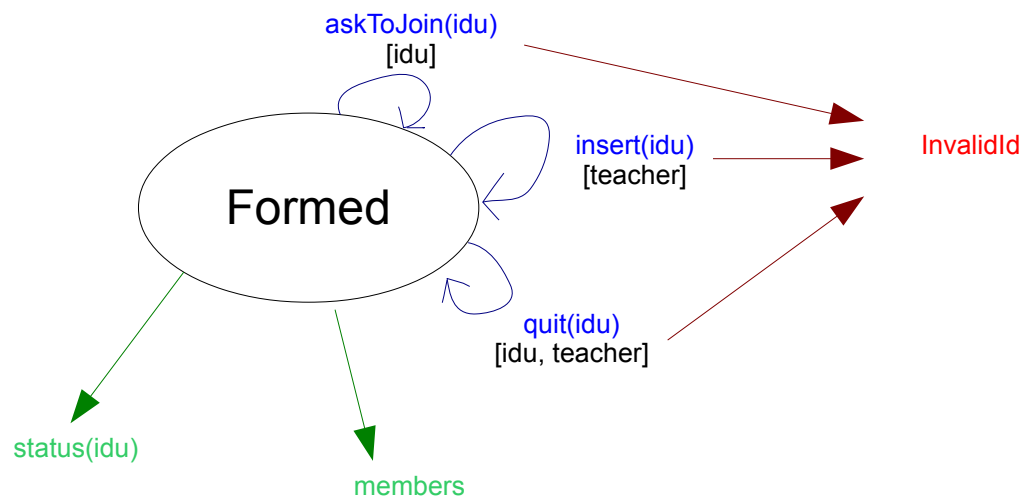 askToJoin(idu)
[idu]
insert(idu)
[teacher]
InvalidId
Formed
quit(idu)
[idu, teacher]
status(idu)
members